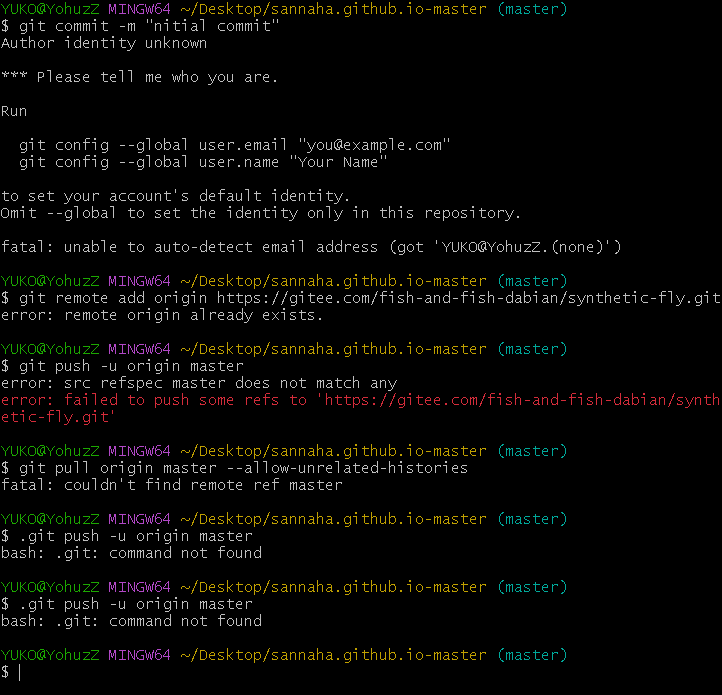 YUKO@YohuzZ MINGW64 ~/Desktop/sannaha.github.io-master (master)
$ git commit -m "nitial commit"
Author identity unknown

*** Please tell me who you are.

Run

  git config --global user.email "you@example.com"
  git config --global user.name "Your Name"

to set your account's default identity.
Omit --global to set the identity only in this repository.

fatal: unable to auto-detect email address (got 'YUKO@YohuzZ.(none)')

YUKO@YohuzZ MINGW64 ~/Desktop/sannaha.github.io-master (master)
$ git remote add origin https://gitee.com/fish-and-fish-dabian/synthetic-fly.git
error: remote origin already exists.

YUKO@YohuzZ MINGW64 ~/Desktop/sannaha.github.io-master (master)
$ git push -u origin master
error: src refspec master does not match any
error: failed to push some refs to 'https://gitee.com/fish-and-fish-dabian/synth
etic-fly.git'

YUKO@YohuzZ MINGW64 ~/Desktop/sannaha.github.io-master (master)
$ git pull origin master --allow-unrelated-histories
fatal: couldn't find remote ref master

YUKO@YohuzZ MINGW64 ~/Desktop/sannaha.github.io-master (master)
$ .git push -u origin master
bash: .git: command not found

YUKO@YohuzZ MINGW64 ~/Desktop/sannaha.github.io-master (master)
$ .git push -u origin master
bash: .git: command not found

YUKO@YohuzZ MINGW64 ~/Desktop/sannaha.github.io-master (master)
$